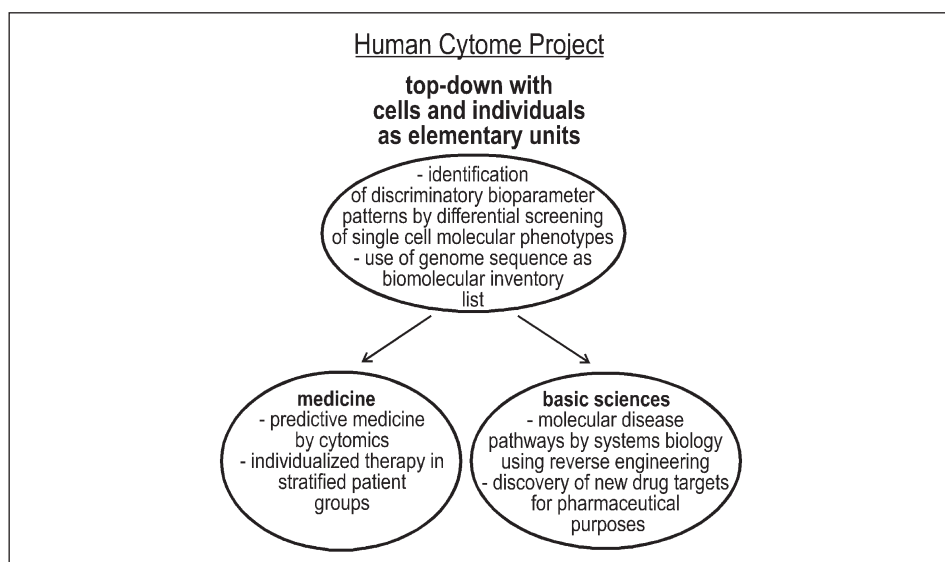 Human Cytome Project
top-down with
cells and individuals
as elementary units
- identification
of discriminatory bioparameter
patterns by differential screening
of single cell molecular phenotypes
- use of genome sequence as
biomolecular inventory
list
medicine
- predictive medicine
by cytomics
- individualized therapy in
stratified patient
groups
basic sciences
- molecular disease
pathways by systems biology
using reverse engineering
- discovery of new drug targets
for pharmaceutical
purposes